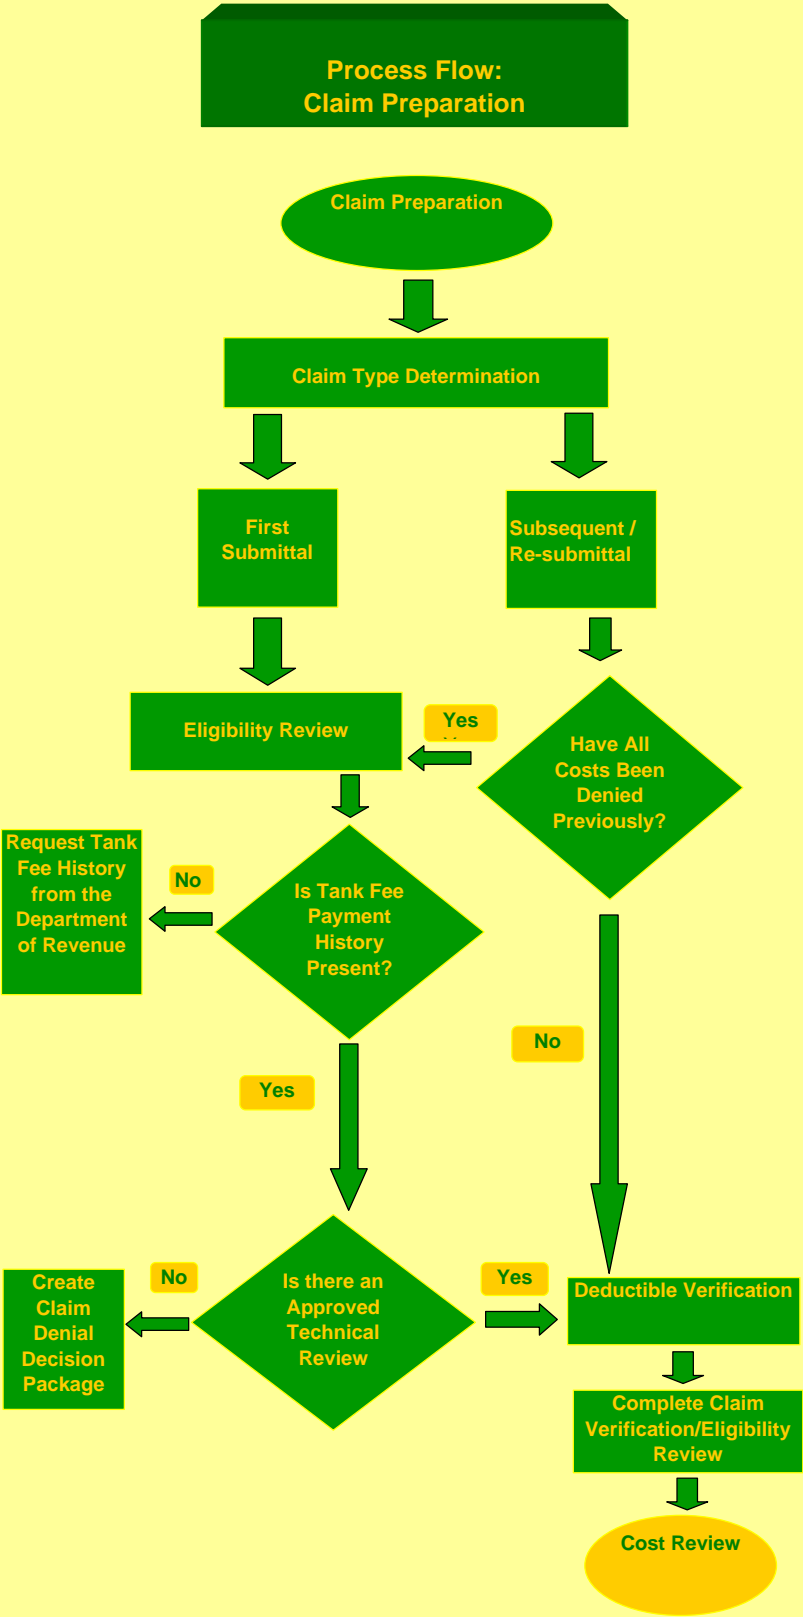 Process Flow:
Claim Preparation
Claim Preparation
Claim Type Determination
First
Submittal
Subsequent /
Re-submittal
Eligibility Review
Yes
Have All
Costs Been
Denied
Previously?
Request Tank
Fee History
from the
Department
of Revenue
No
Is Tank Fee
Payment
History
Present?
No
Yes
Create
Claim
Denial
Decision
Package
No
Is there an
Approved
Technical
Review
Yes
Deductible Verification
Complete Claim
Verification/Eligibility
Review
Cost Review